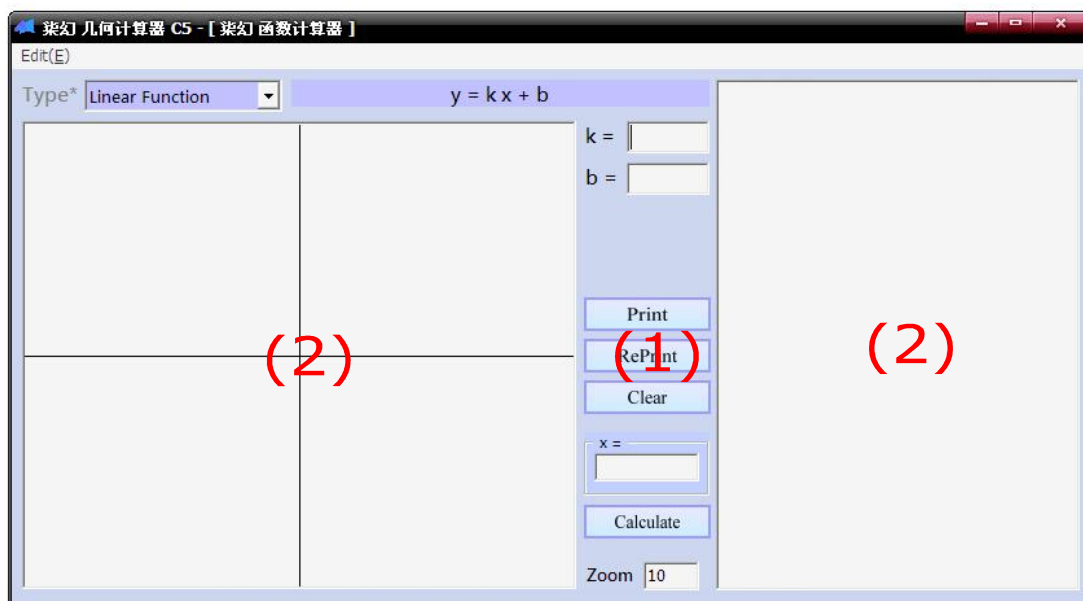 柒幻 几何计算器 C5 - [ 柒幻 函数计算器 ]
Edit(E)
Type* Linear Function y = k x + b
k =
b =
Print
RePrint
Clear
x =
Calculate
Zoom 10
(2)
(1)
(2)